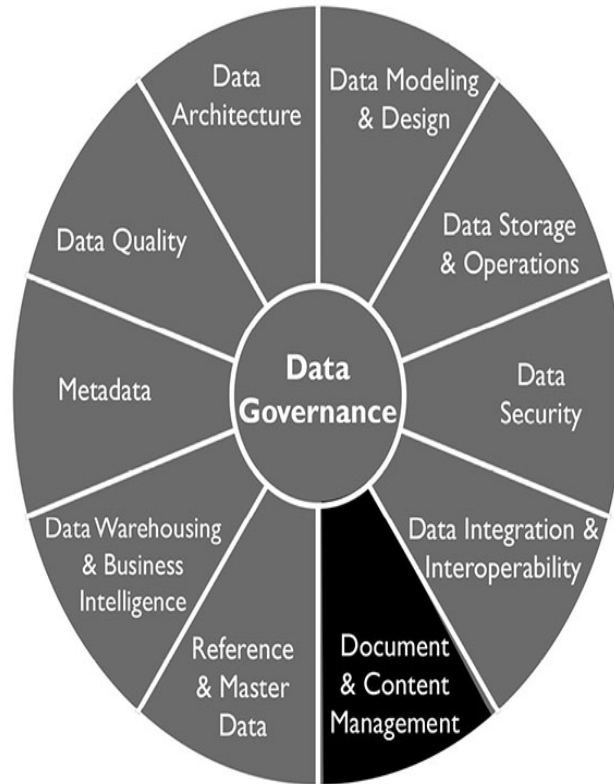 Data
Architecture
Data Modeling
& Design
Data Storage
& Operations
Data
Security
Data Integration &
Interoperability
Document
& Content
Management
Reference
& Master
Data
Data Warehousing
& Business
Intelligence
Metadata
Data Quality
Data
Governance